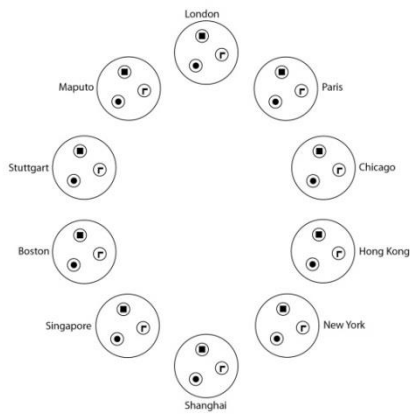 London
Maputo
Paris
Stuttgart
Chicago
Boston
Hong Kong
Singapore
New York
Shanghai